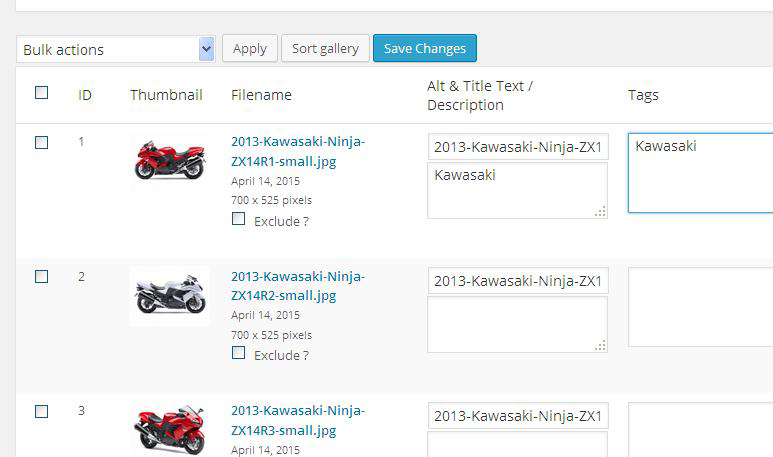 Bulk actions
Apply
Sort gallery
Save Changes
ID
Thumbnail
Filename
Alt & Title Text /
Description
Tags
1
2013-Kawasaki-Ninja-
ZX14R1-small.jpg
April 14, 2015
700 x 525 pixels
Exclude ?
2013-Kawasaki-Ninja-ZX1
Kawasaki
Kawasaki
2
2013-Kawasaki-Ninja-
ZX14R2-small.jpg
April 14, 2015
700 x 525 pixels
Exclude ?
2013-Kawasaki-Ninja-ZX1
3
2013-Kawasaki-Ninja-
ZX14R3-small.jpg
April 14, 2015
2013-Kawasaki-Ninja-ZX1